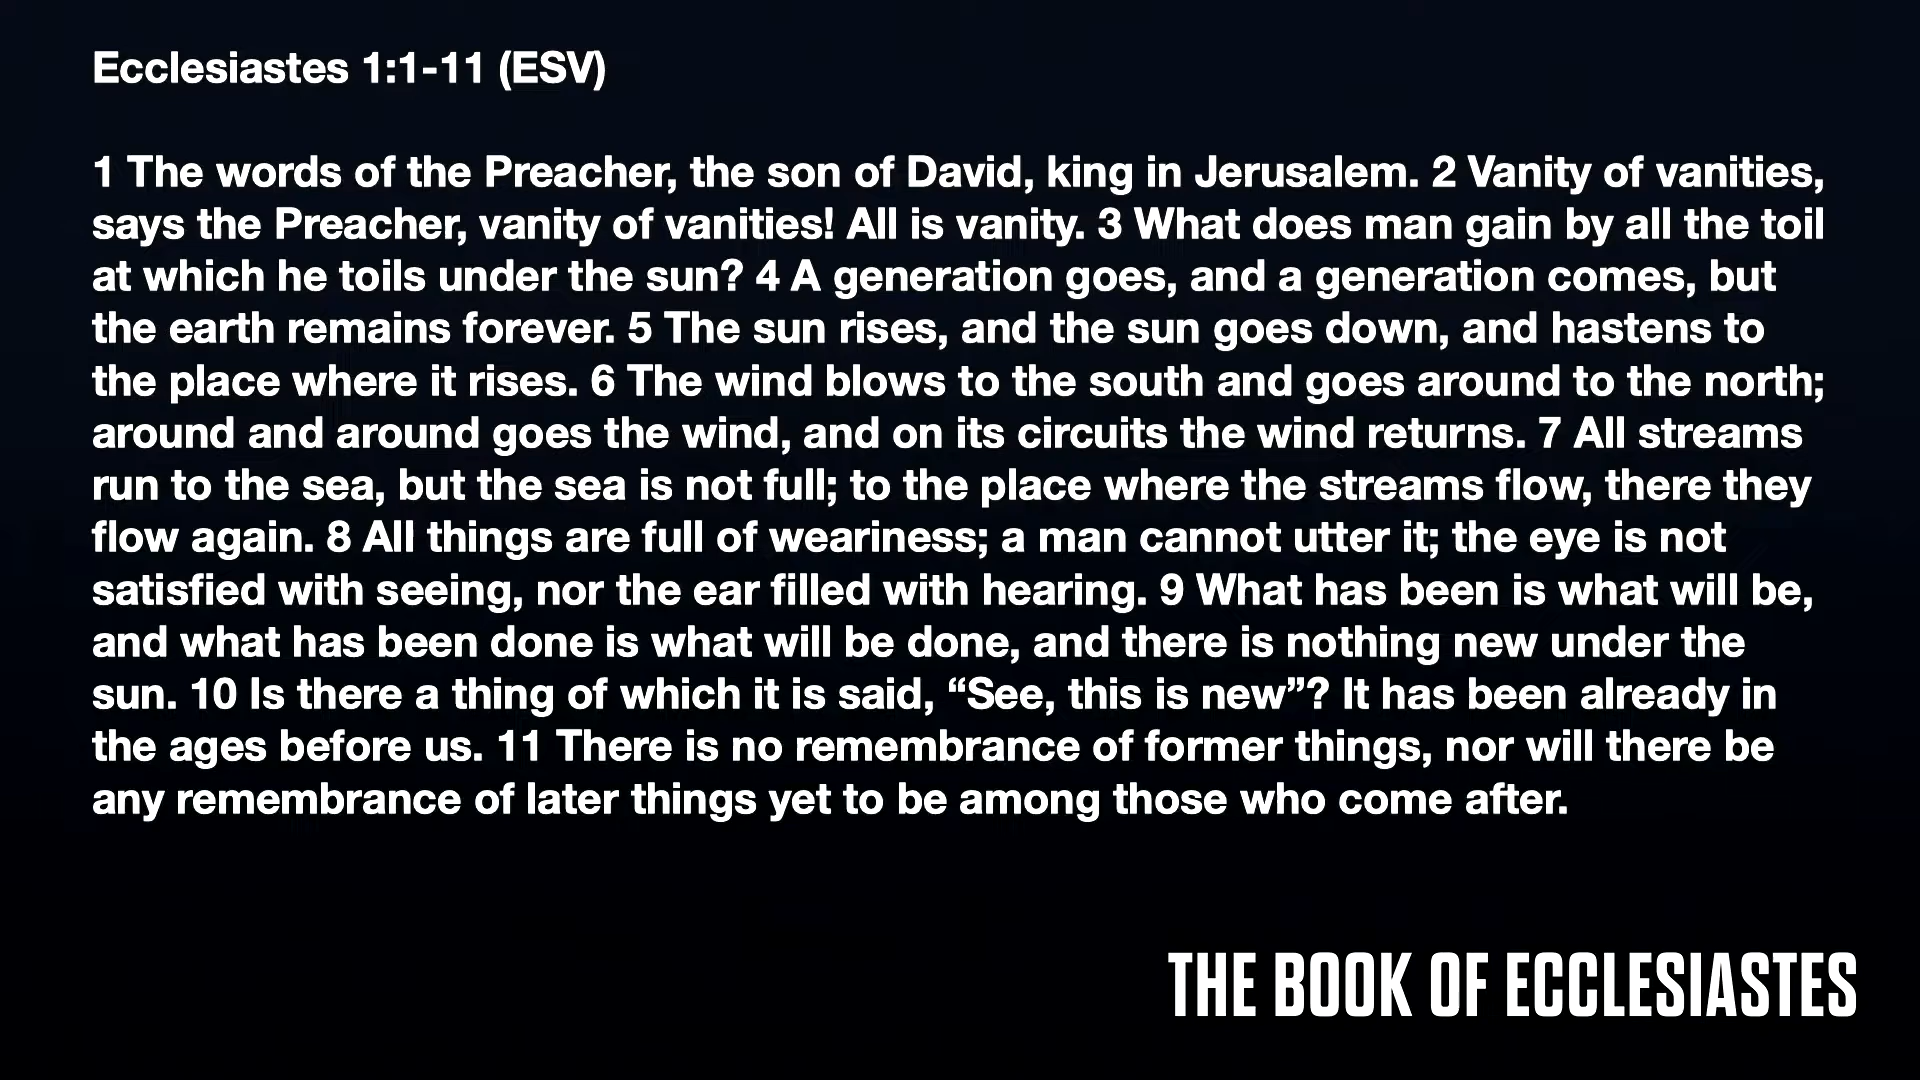 Ecclesiastes 1:1-11 (ESV)
1 The words of the Preacher, the son of David, king in Jerusalem. 2 Vanity of vanities,
says the Preacher, vanity of vanities! All is vanity. 3 What does man gain by all the toil
at which he toils under the sun? 4 A generation goes, and a generation comes, but
the earth remains forever. 5 The sun rises, and the sun goes down, and hastens to
the place where it rises. 6 The wind blows to the south and goes around to the north;
around and around goes the wind, and on its circuits the wind returns. 7 All streams
run to the sea, but the sea is not full; to the place where the streams flow, there they
flow again. 8 All things are full of weariness; a man cannot utter it; the eye is not
satisfied with seeing, nor the ear filled with hearing. 9 What has been is what will be,
and what has been done is what will be done, and there is nothing new under the
sun. 10 Is there a thing of which it is said, “See, this is new”? It has been already in
the ages before us. 11 There is no remembrance of former things, nor will there be
any remembrance of later things yet to be among those who come after.
THE BOOK OF ECCLESIASTES